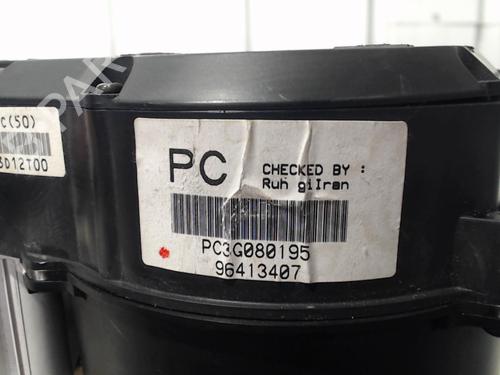 c(50)
3D12T00
PC
CHECKED BY :
Ruh giIran
PC3G080195
96413407